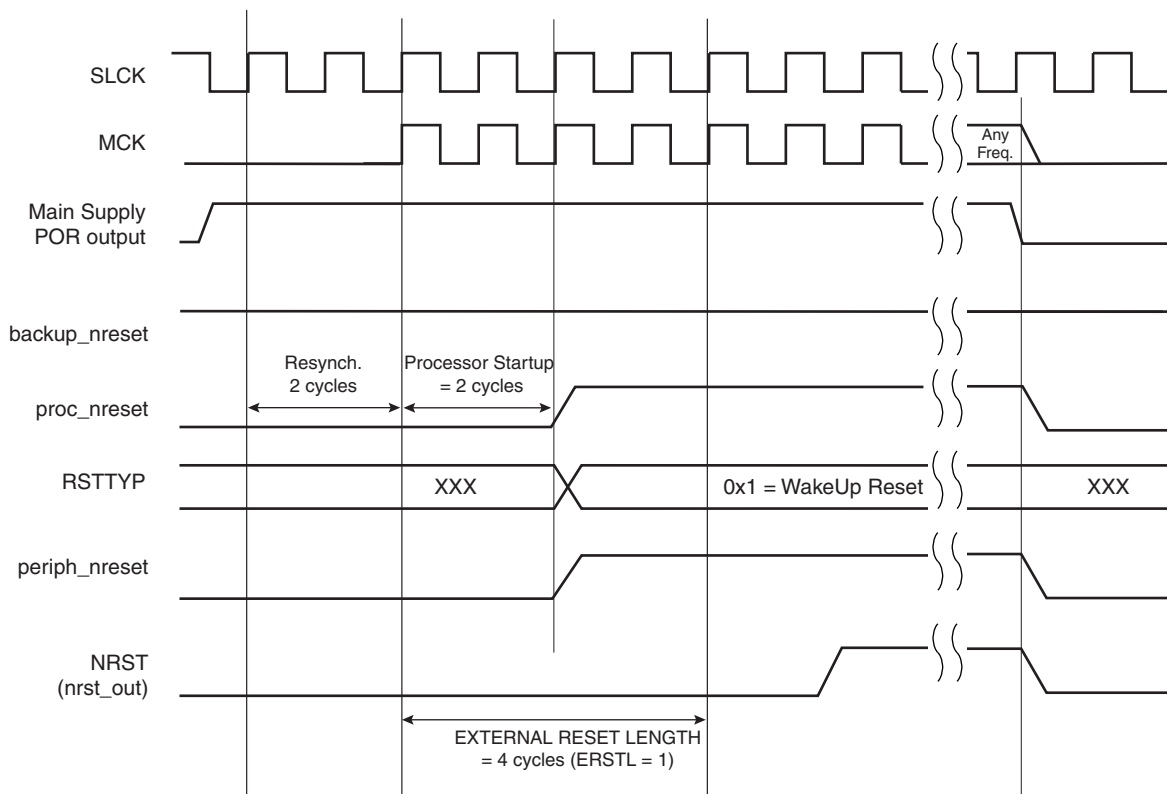 SLCK
MCK
Any
Freq.
Main Supply
POR output
backup_nreset
Resynch.
2 cycles
Processor Startup
= 2 cycles
proc_nreset
RSTTYP
XXX
0x1 = WakeUp Reset
XXX
periph_nreset
NRST
(nrst_out)
EXTERNAL RESET LENGTH
= 4 cycles (ERSTL = 1)